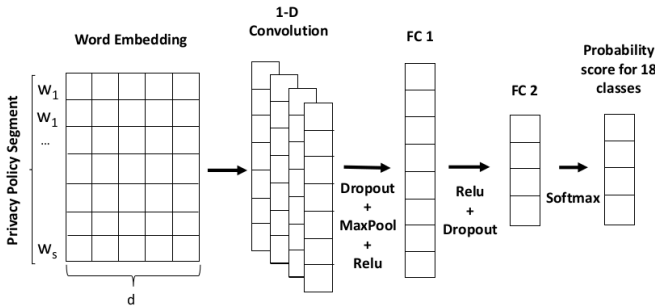 Word Embedding
1-D
Convolution
FC 1
FC 2
Probability
score for 18
classes
Privacy Policy Segment
W1
W1
...
Ws
d
Dropout
+
MaxPool
+
Relu
Relu
+
Dropout
Softmax